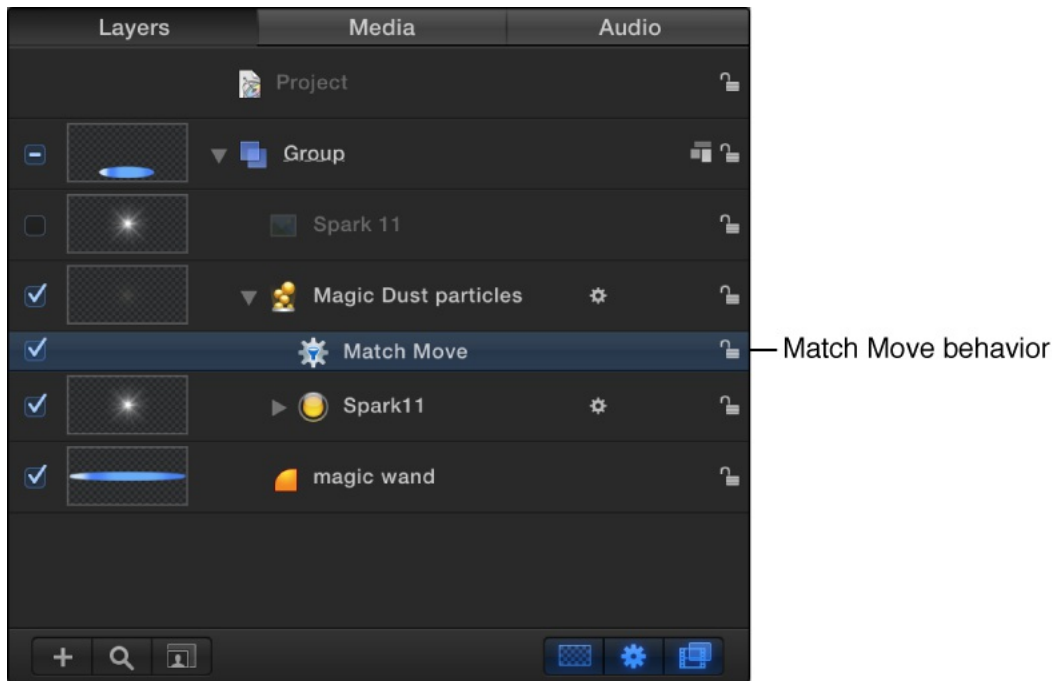 Layers Media Audio
Project
Group
Spark 11
Magic Dust particles
Match Move
Match Move behavior
Spark11
magic wand